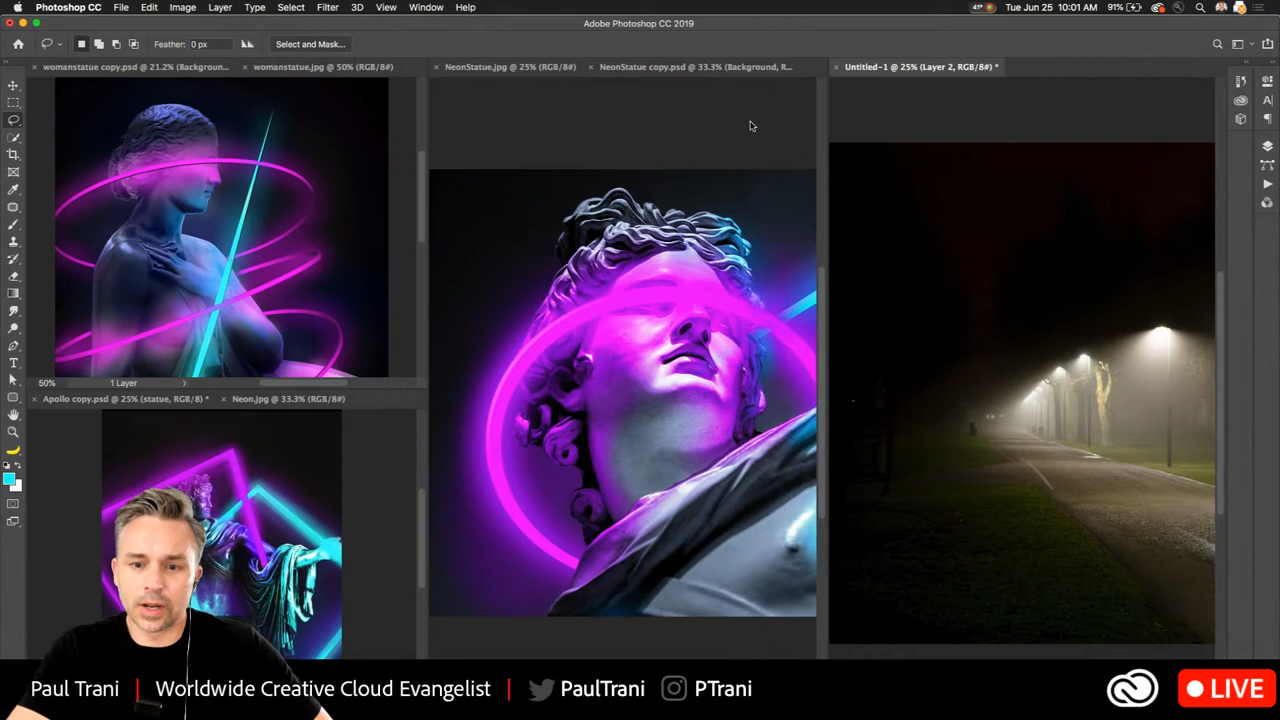 Photoshop CC File Edit Image Layer Type Select Filter 3D View Window Help 41° Tue Jun 25 10:01 AM 91%
Adobe Photoshop CC 2019
Feather: 0 px Select and Mask...
womanstatue copy.psd @ 21.2% (Backgroun... womanstatue.jpg @ 50% (RGB/8#) NeonStatue.jpg @ 25% (RGB/8#) NeonStatue copy.psd @ 33.3% (Background, R... Untitled-1 @ 25% (Layer 2, RGB/8#) *
50% 1 Layer
Apollo copy.psd @ 25% (statue, RGB/8) * Neon.jpg @ 33.3% (RGB/8#)
Paul Trani | Worldwide Creative Cloud Evangelist | PaulTrani PTrani LIVE